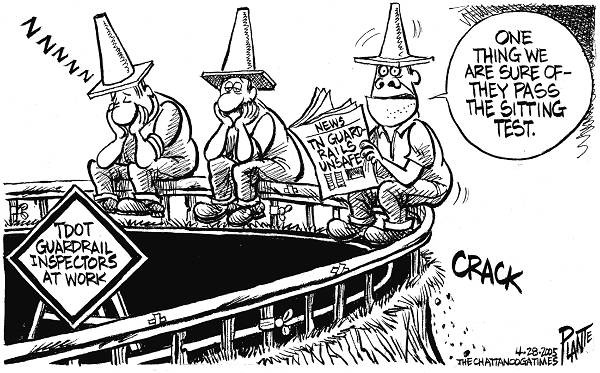 NNNNN
ONE
THING WE
ARE SURE OF-
THEY PASS
THE SITTING
TEST.
NEWS
TN GUARD-
RAILS
UNSAFE
TDOT
GUARDRAIL
INSPECTORS
AT WORK
CRACK
4-28-2005
THE CHATTANOOGA TIMES
PLANTE